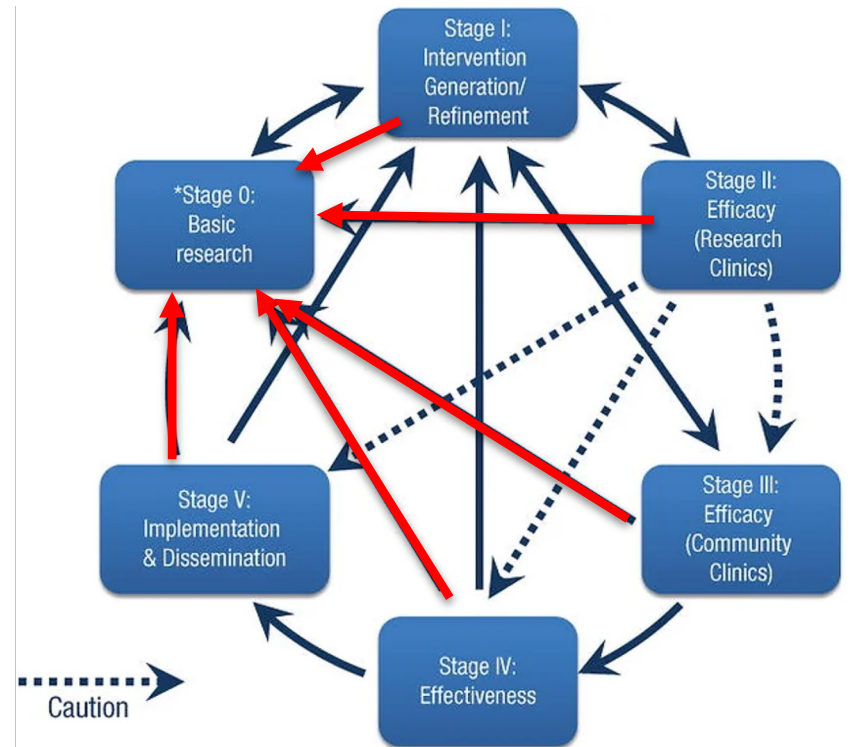 Stage I:
Intervention
Generation/
Refinement
*Stage 0:
Basic
research
Stage II:
Efficacy
(Research
Clinics)
Stage V:
Implementation
& Dissemination
Stage III:
Efficacy
(Community
Clinics)
Stage IV:
Effectiveness
Caution